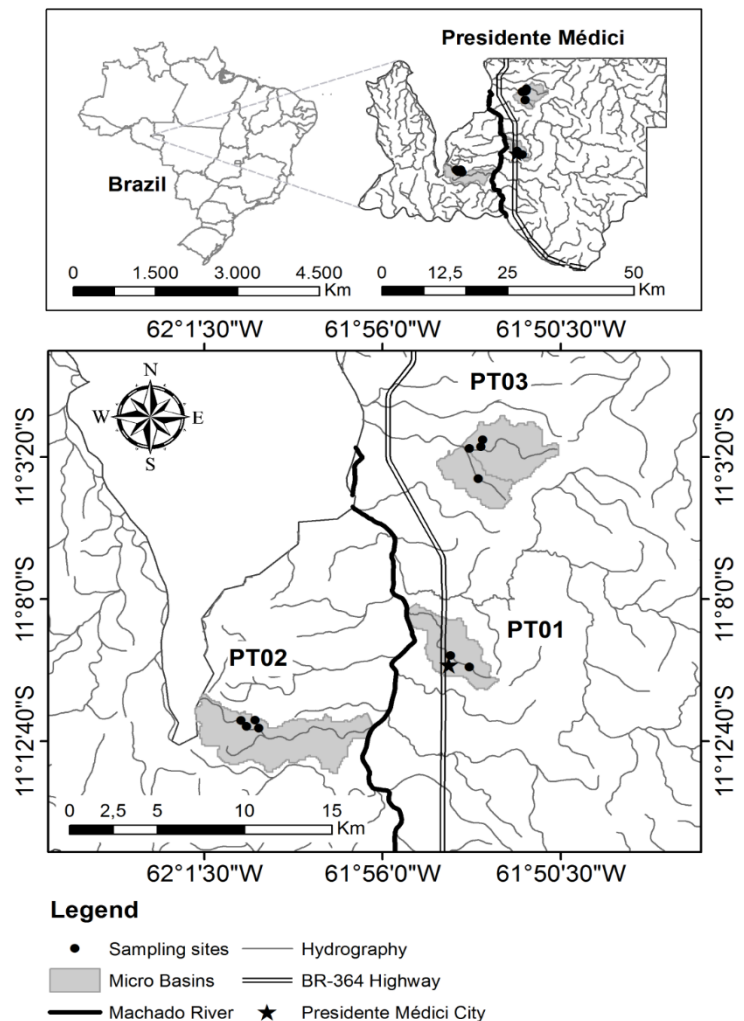 Presidente Médici
Brazil
0 1.500 3.000 4.500
Km
0 12,5 25 50
Km
62°1'30"W 61°56'0"W 61°50'30"W
PT03
N
W E
S
11°3'20"S 11°3'20"S
11°8'0"S 11°8'0"S
PT01
PT02
11°12'40"S 11°12'40"S
0 2,5 5 10 15
Km
62°1'30"W 61°56'0"W 61°50'30"W
Legend
Sampling sites Hydrography
Micro Basins BR-364 Highway
Machado River Presidente Médici City